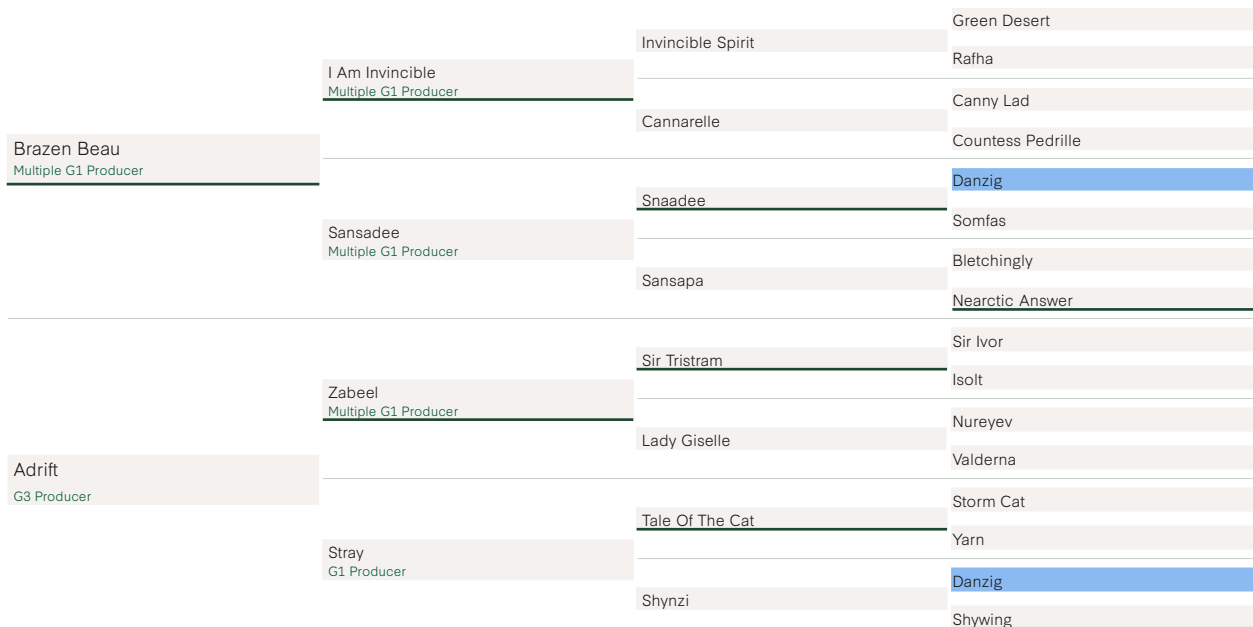 Brazen Beau
Multiple G1 Producer
Adrift
G3 Producer
I Am Invincible
Multiple G1 Producer
Sansadee
Multiple G1 Producer
Zabeel
Multiple G1 Producer
Stray
G1 Producer
Invincible Spirit
Cannarelle
Snaadee
Sansapa
Sir Tristram
Lady Giselle
Tale Of The Cat
Shynzi
Green Desert
Rafha
Canny Lad
Countess Pedrille
Danzig
Somfas
Bletchingly
Nearctic Answer
Sir Ivor
Isolt
Nureyev
Valderna
Storm Cat
Yarn
Danzig
Shywing